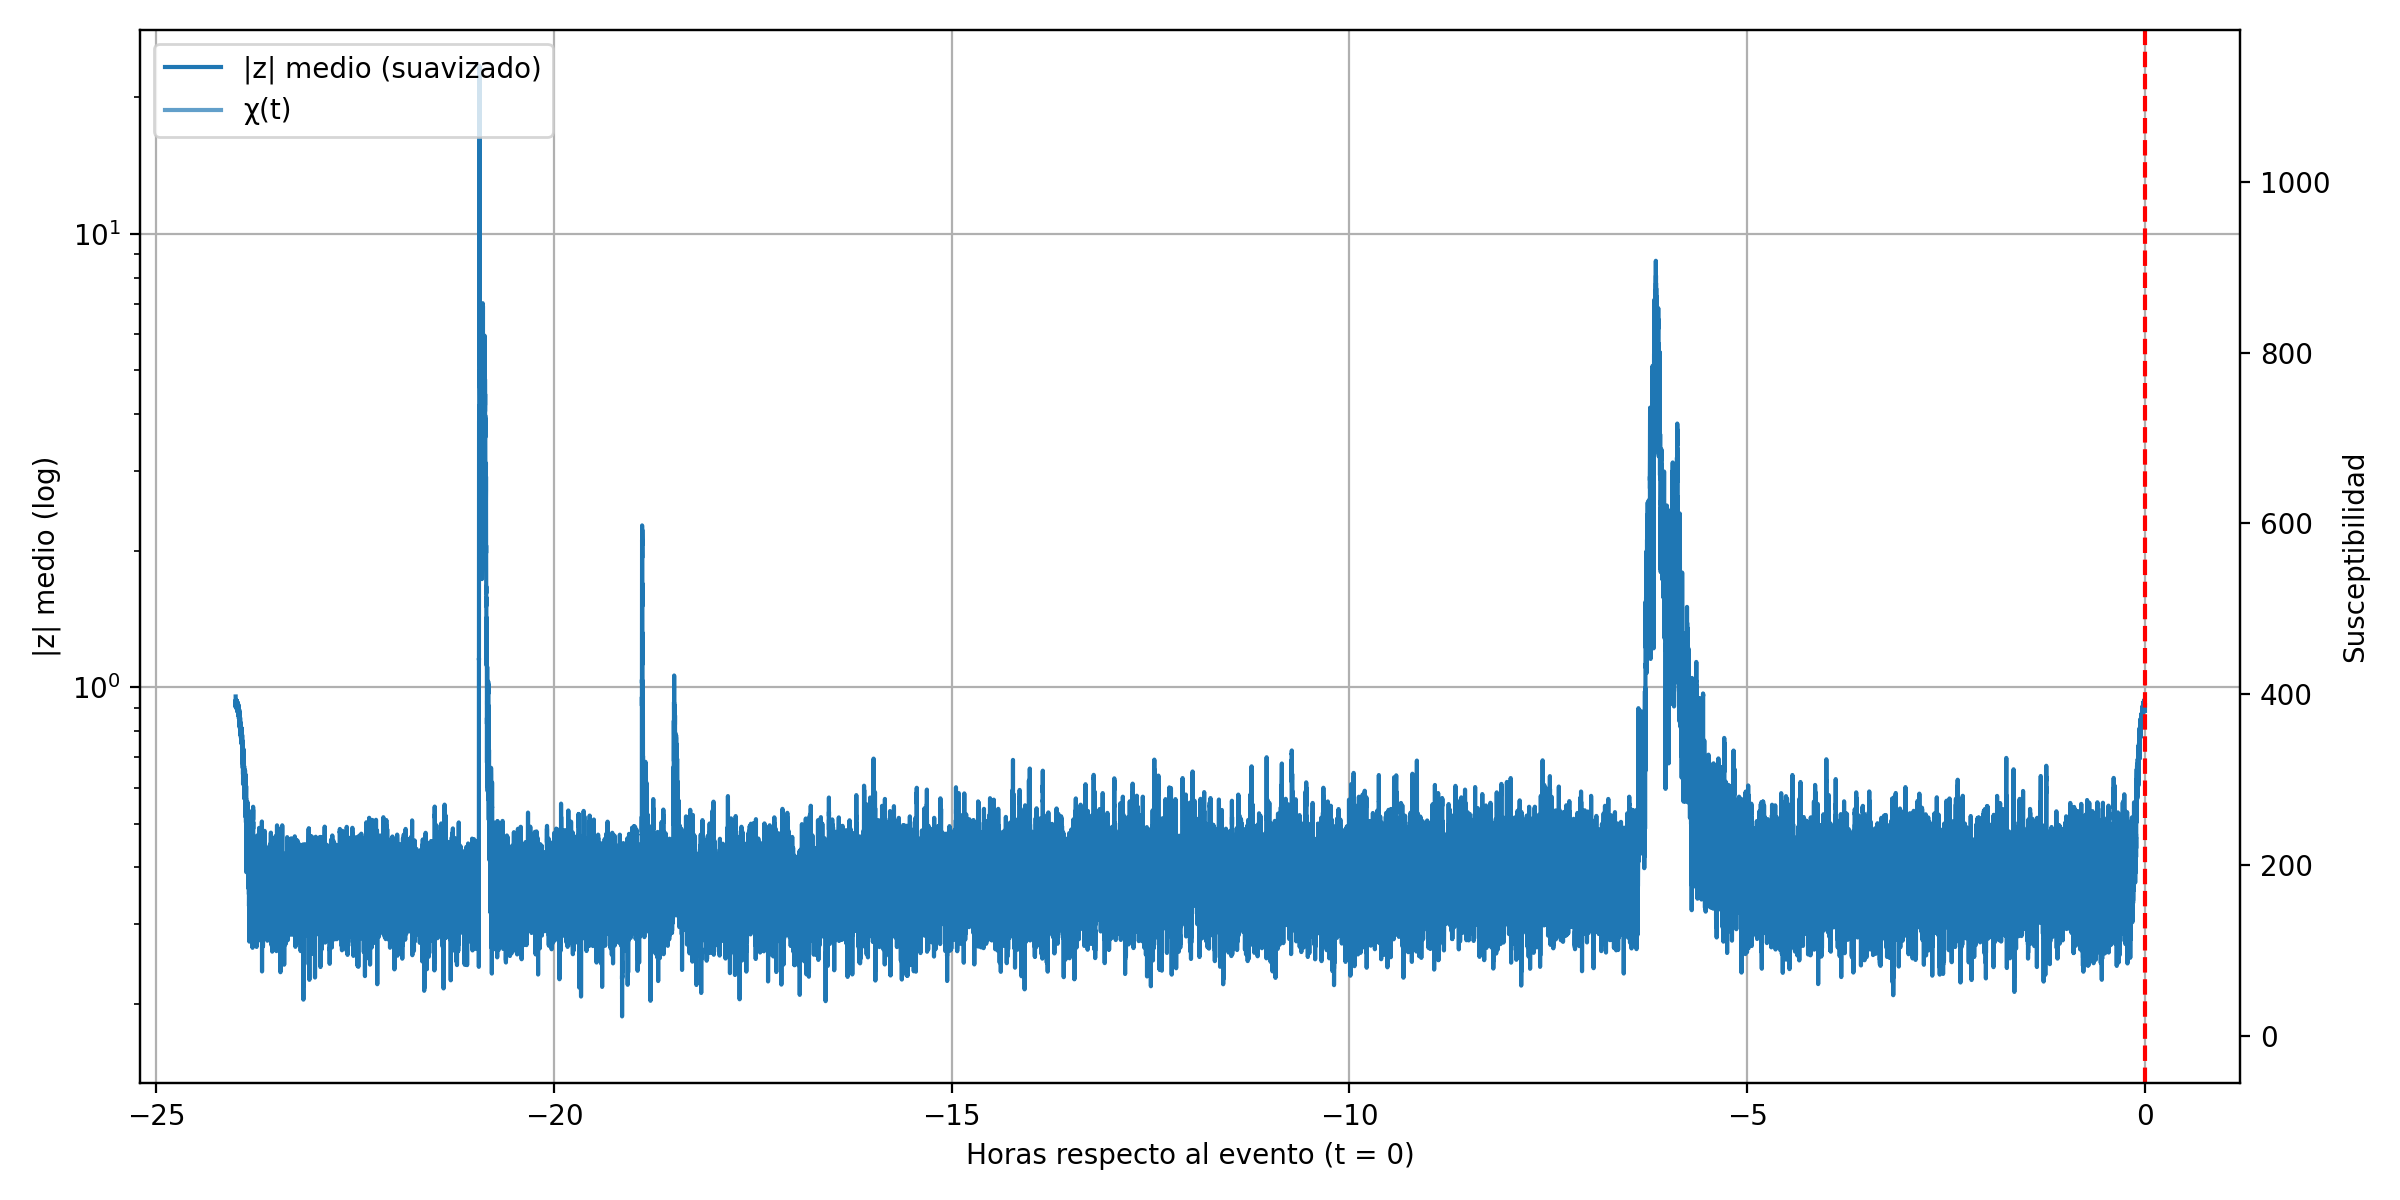 |z| medio (suavizado)
χ(t)
10¹
10⁰
|z| medio (log)
1000
800
600
400
200
0
Susceptibilidad
−25 −20 −15 −10 −5 0
Horas respecto al evento (t = 0)